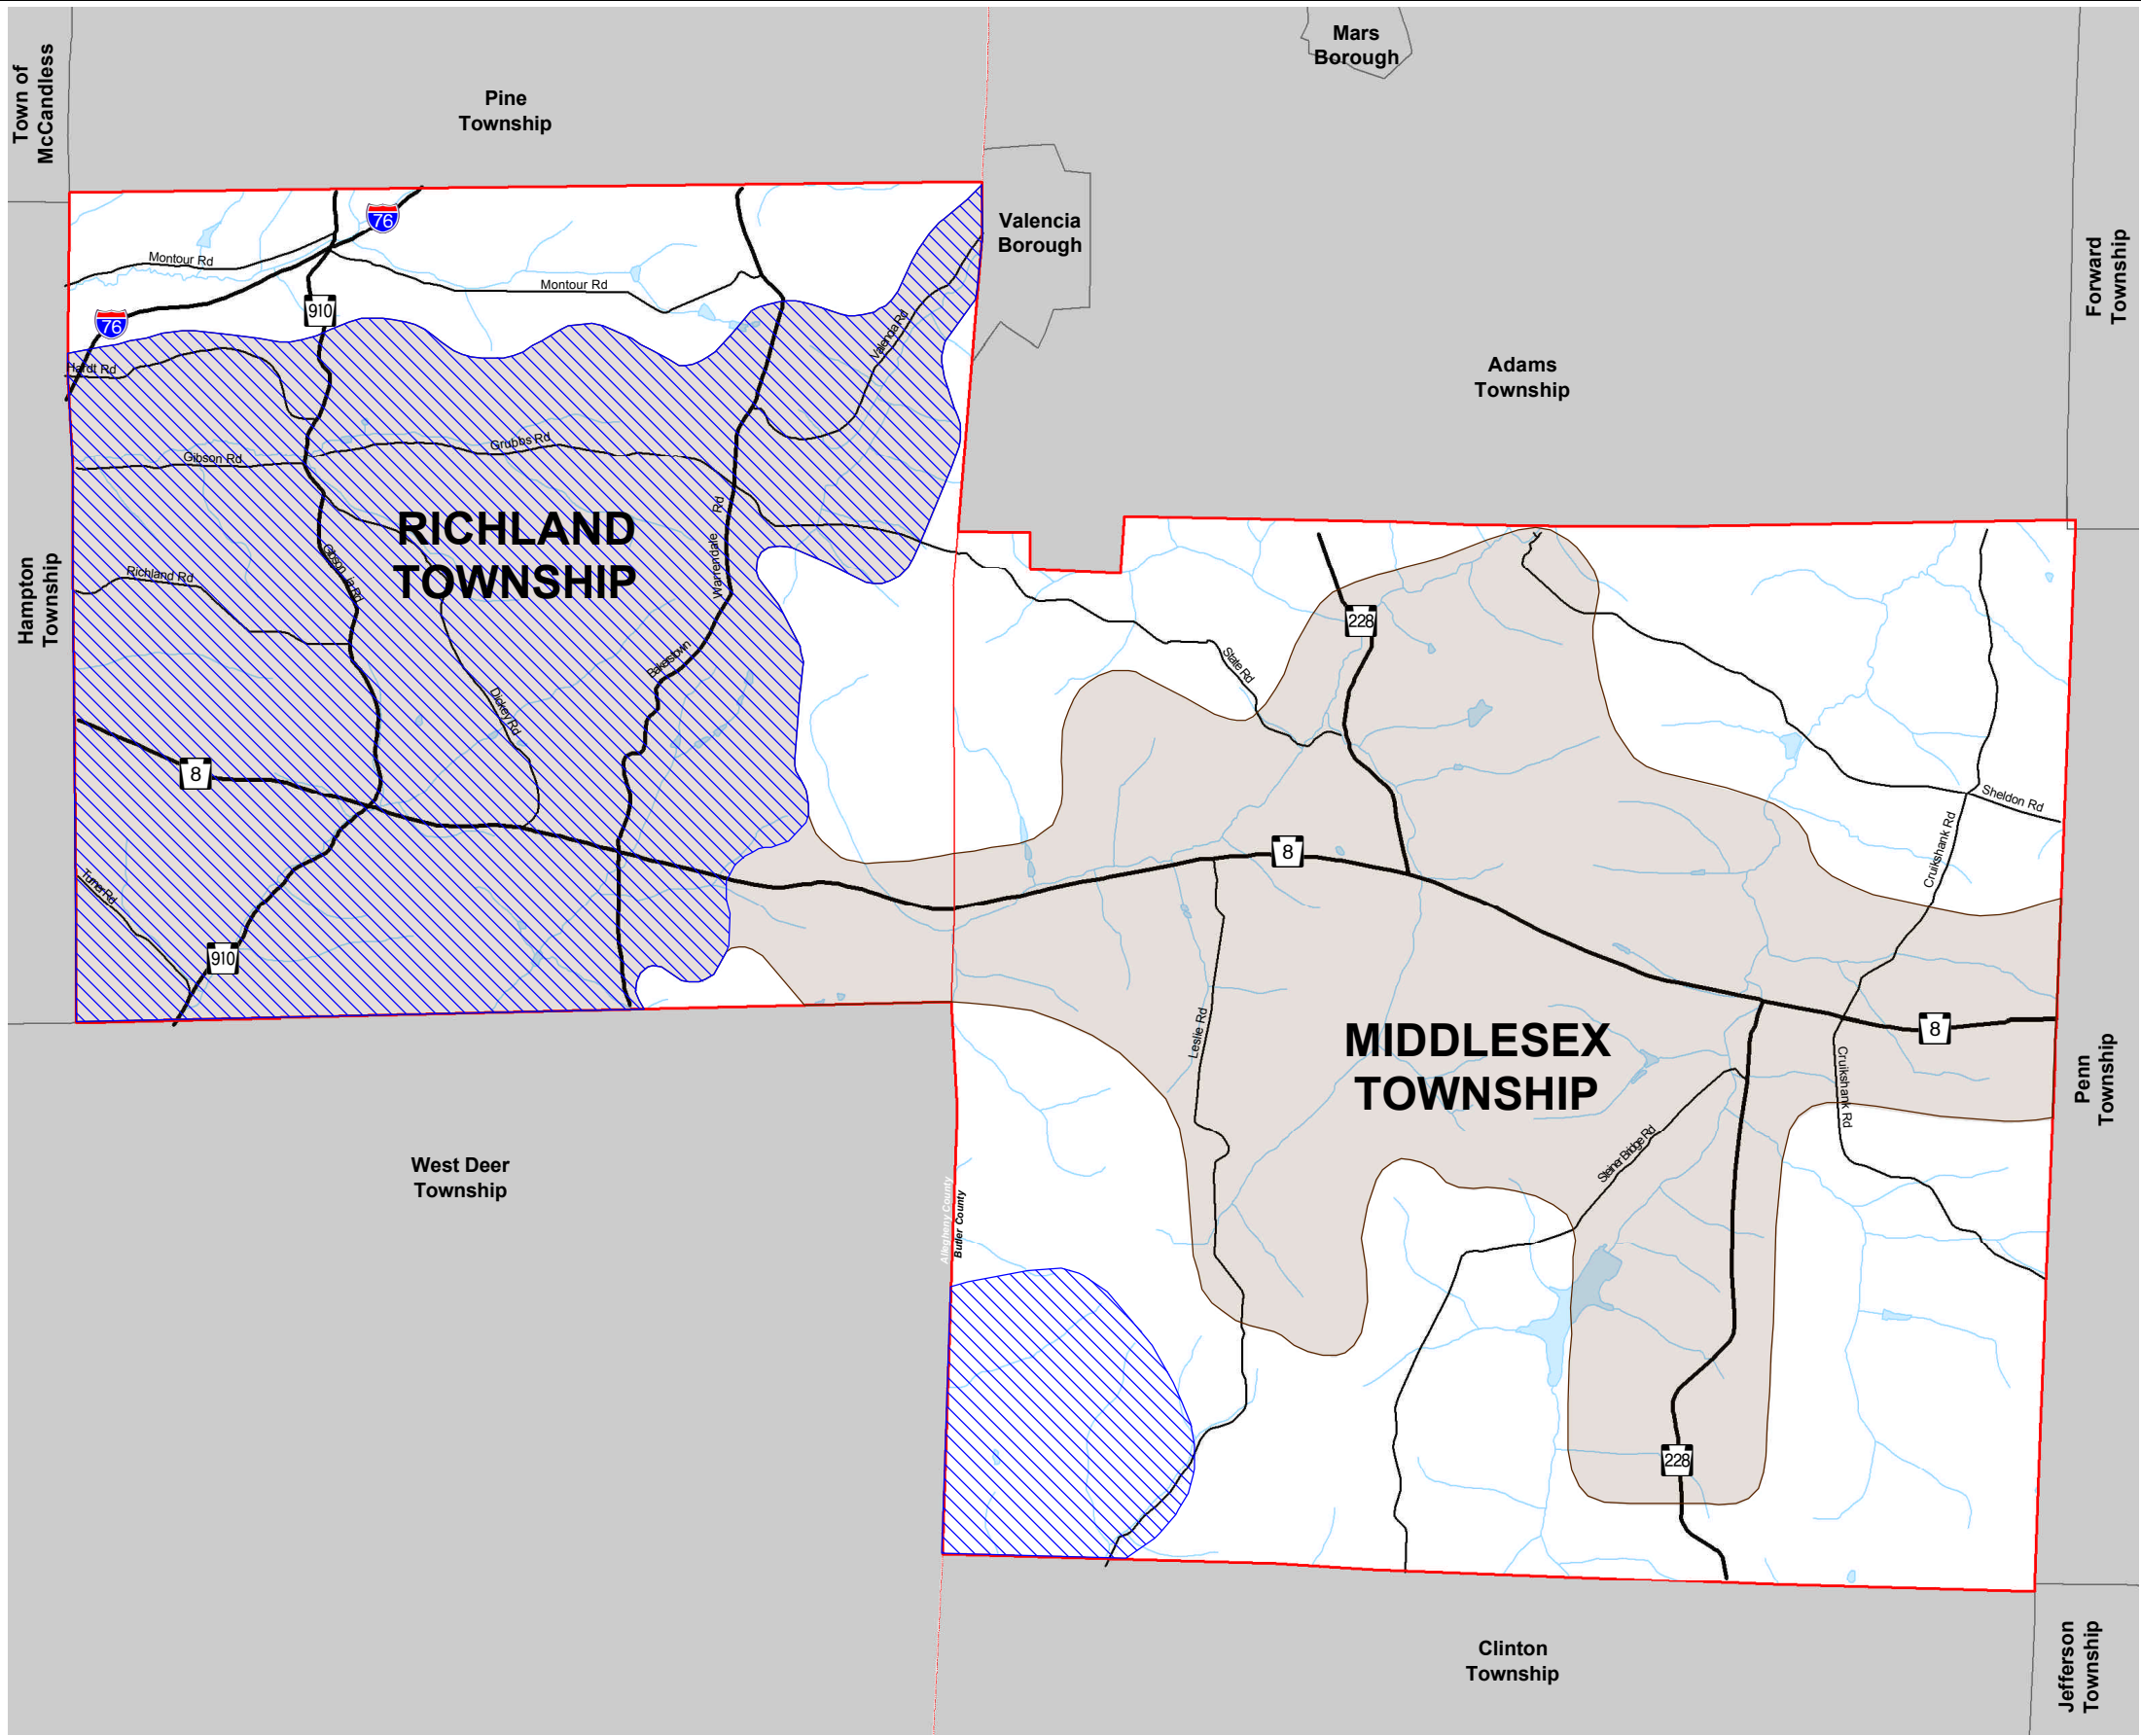 Mars
Borough
Town of
McCandless
Pine
Township
76
Valencia
Borough
Forward
Township
Montour Rd
Montour Rd
910
76
Valencia Rd
Hardt Rd
Adams
Township
Grubbs Rd
Gibson Rd
RICHLAND
TOWNSHIP
Warrendale Rd
Hampton
Township
Richland Rd
228
State Rd
Bakerstown
Dickey Rd
8
Sheldon Rd
8
Cruikshank Rd
Turner Rd
910
Leslie Rd
MIDDLESEX
TOWNSHIP
8
Cruikshank Rd
Penn
Township
Steiner Bridge Rd
West Deer
Township
Allegheny County
Butler County
228
Clinton
Township
Jefferson
Township